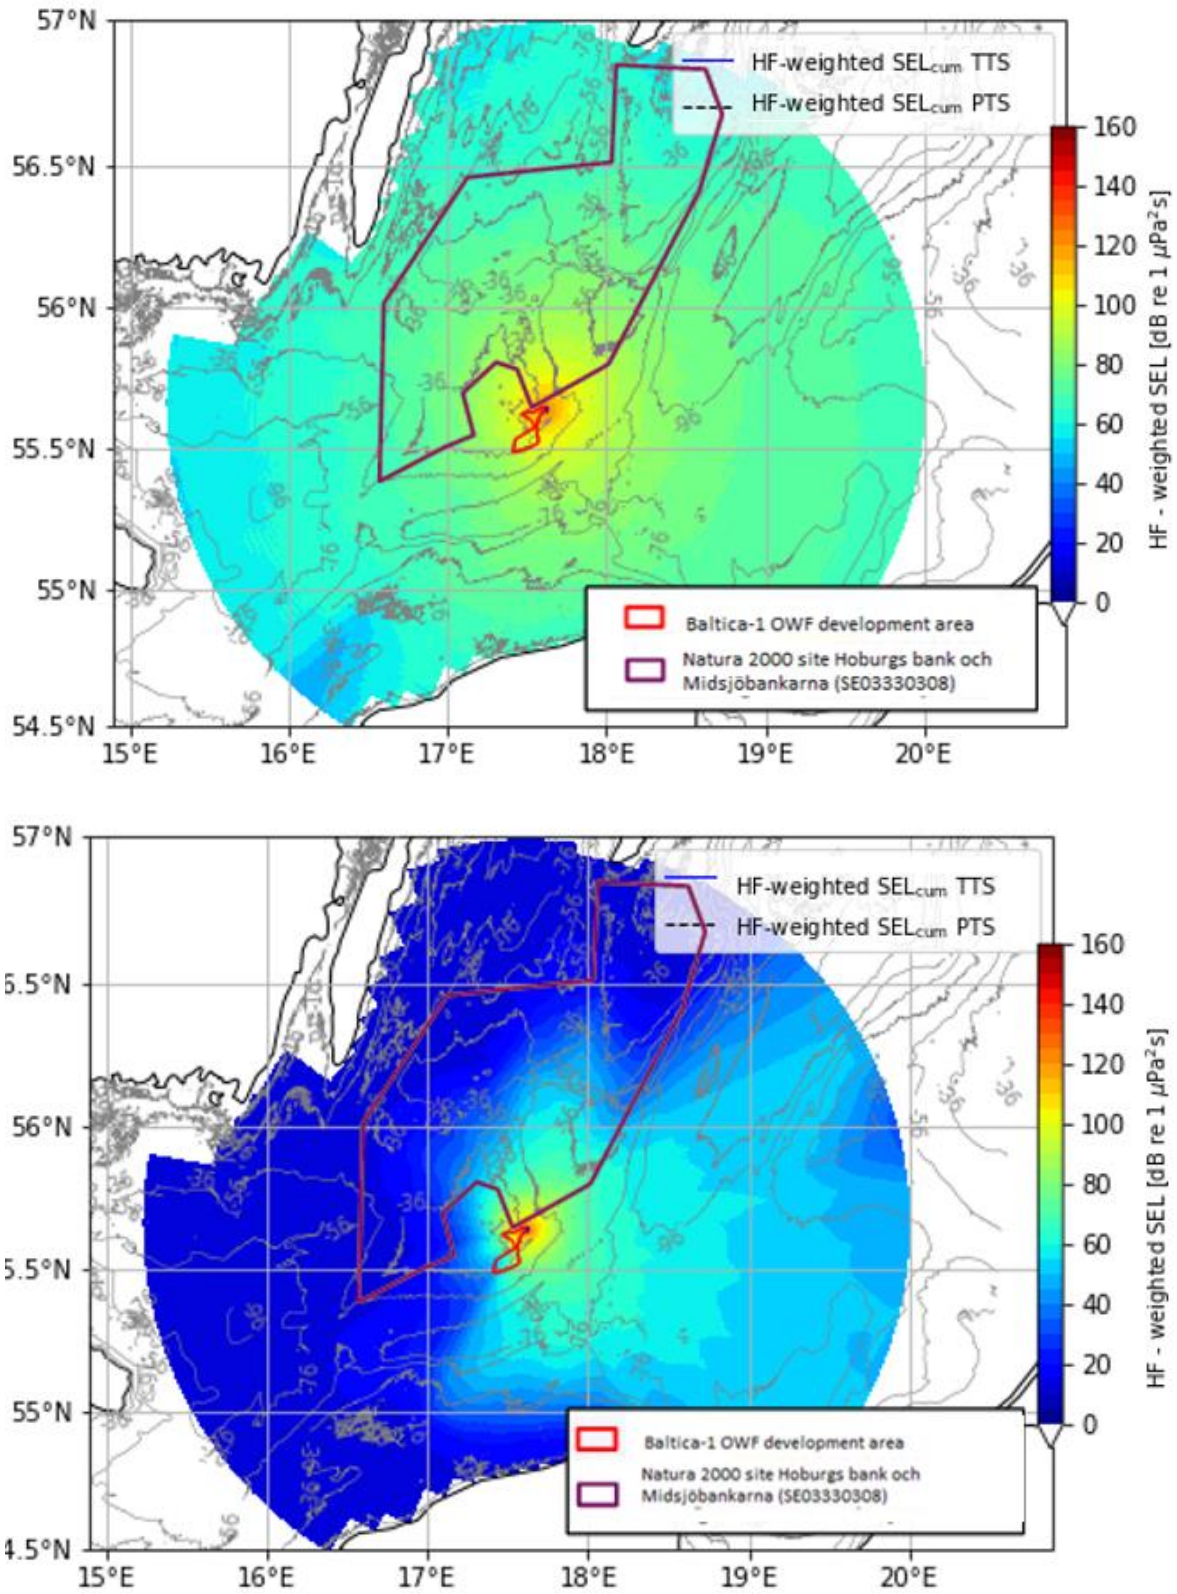 57°N
HF-weighted SELcum TTS
HF-weighted SELcum PTS
160
56.5°N
140
120
56°N
100
80
55.5°N
60
40
55°N
20
0
HF - weighted SEL [dB re 1 μPa²s]
Baltica-1 OWF development area
Natura 2000 site Hoburgs bank och
Midsjöbankarna (SE03330308)
54.5°N
15°E 16°E 17°E 18°E 19°E 20°E
57°N
HF-weighted SELcum TTS
HF-weighted SELcum PTS
160
6.5°N
140
120
56°N
100
80
5.5°N
60
40
55°N
20
0
HF - weighted SEL [dB re 1 μPa²s]
Baltica-1 OWF development area
Natura 2000 site Hoburgs bank och
Midsjöbankarna (SE03330308)
4.5°N
15°E 16°E 17°E 18°E 19°E 20°E